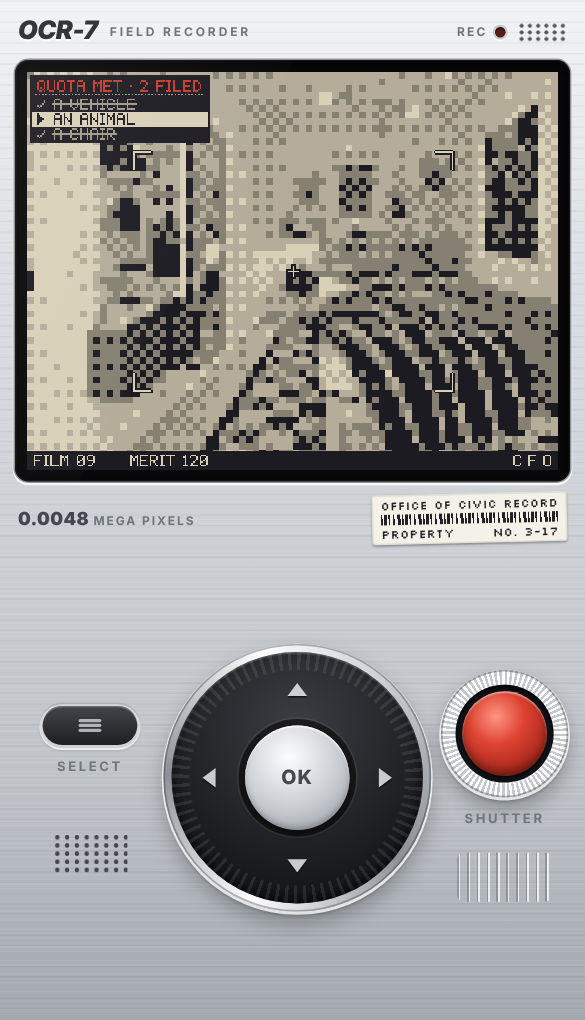 OCR-7 FIELD RECORDER REC
QUOTA MET · 2 FILED
✓ A VEHICLE
▶ AN ANIMAL
✓ A CHAIR
FILM 09 MERIT 120 C F O
0.0048 MEGA PIXELS
OFFICE OF CIVIC RECORD
PROPERTY NO. 3-17
SELECT
OK
SHUTTER